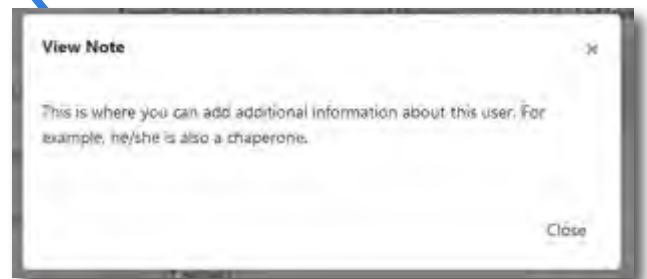 View Note
×
This is where you can add additional information about this user. For
example, he/she is also a chaperone.
Close